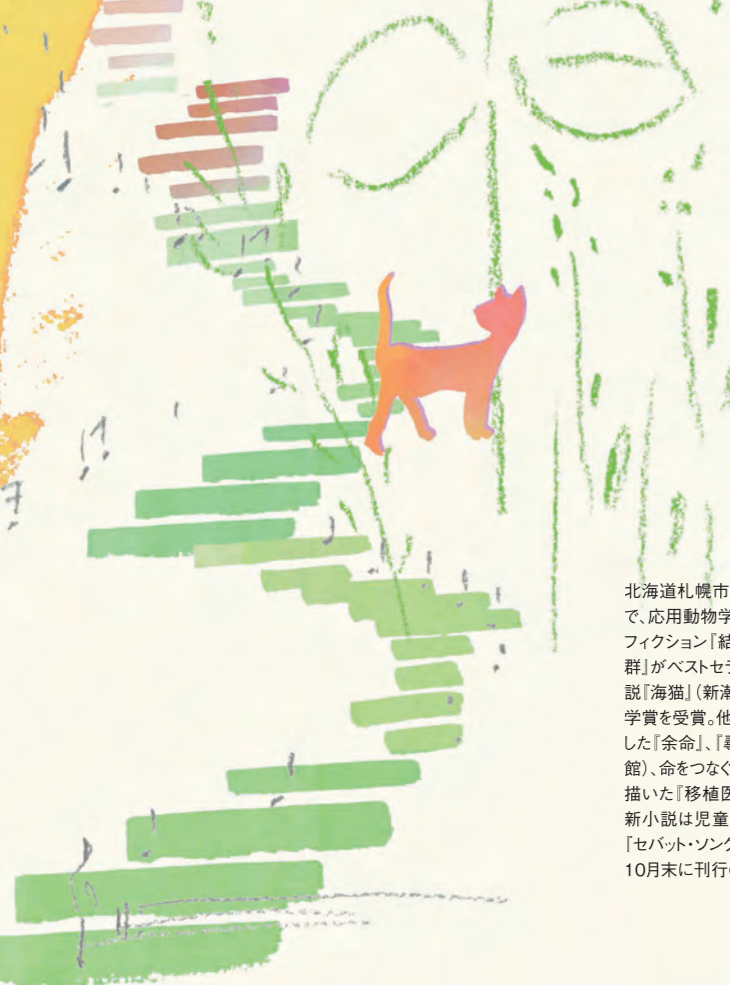 北海道札幌市
で、応用動物学
フィクション『結
群』がベストセラ
説『海猫』（新潮
学賞を受賞。他
した『余命』、『尋
館）、命をつなぐ
描いた『移植医
新小説は児童
『セバット・ソング
10月末に刊行